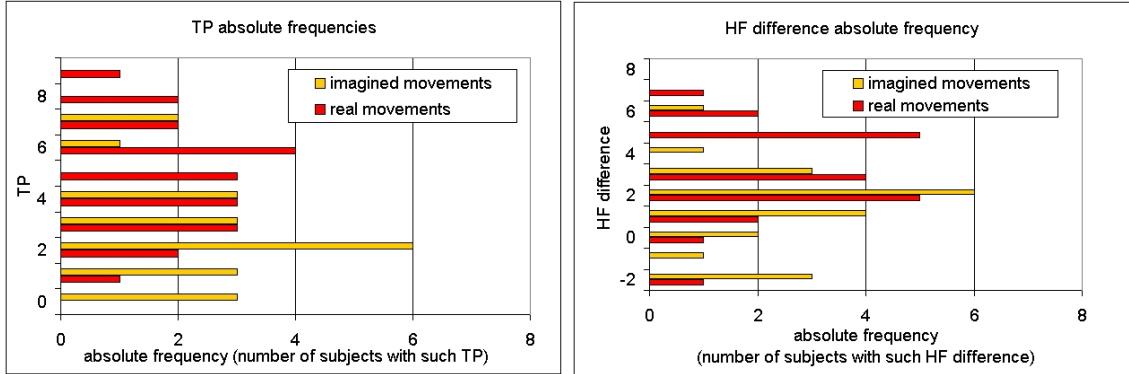 TP absolute frequencies
imagined movements
real movements
8
6
4
2
0
TP
0 2 4 6 8
absolute frequency (number of subjects with such TP)
HF difference absolute frequency
imagined movements
real movements
8
6
4
2
0
-2
HF difference
0 2 4 6 8
absolute frequency
(number of subjects with such HF difference)